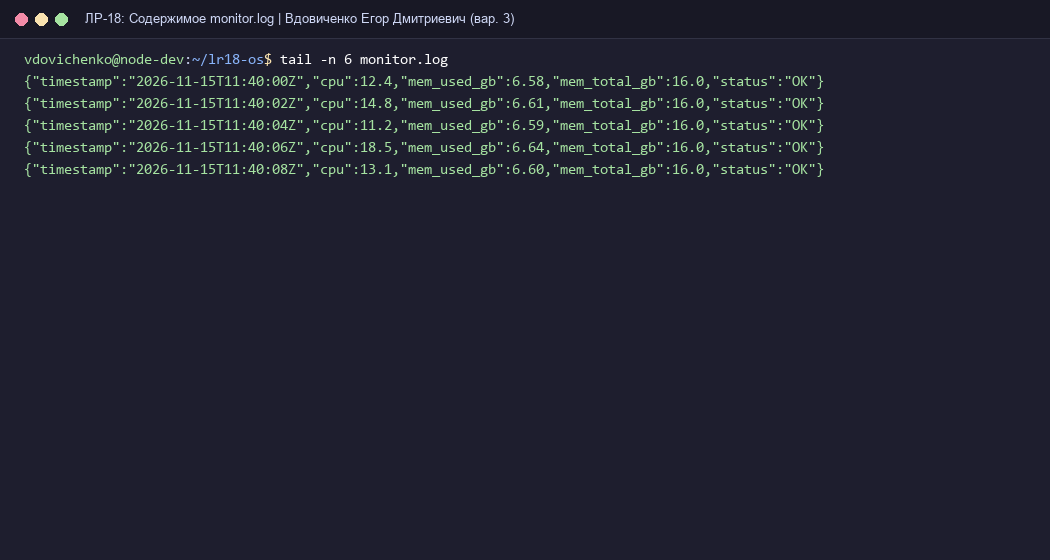 ЛР-18: Содержимое monitor.log | Вдовиченко Егор Дмитриевич (вар. 3)
vdovichenko@node-dev:~/lr18-os$ tail -n 6 monitor.log
{"timestamp":"2026-11-15T11:40:00Z","cpu":12.4,"mem_used_gb":6.58,"mem_total_gb":16.0,"status":"OK"}
{"timestamp":"2026-11-15T11:40:02Z","cpu":14.8,"mem_used_gb":6.61,"mem_total_gb":16.0,"status":"OK"}
{"timestamp":"2026-11-15T11:40:04Z","cpu":11.2,"mem_used_gb":6.59,"mem_total_gb":16.0,"status":"OK"}
{"timestamp":"2026-11-15T11:40:06Z","cpu":18.5,"mem_used_gb":6.64,"mem_total_gb":16.0,"status":"OK"}
{"timestamp":"2026-11-15T11:40:08Z","cpu":13.1,"mem_used_gb":6.60,"mem_total_gb":16.0,"status":"OK"}